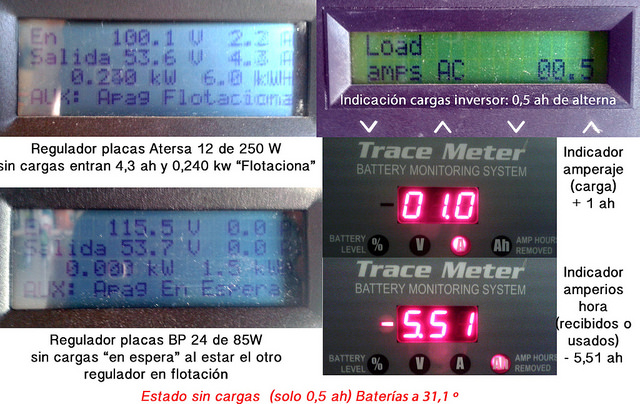 En 100.1 V 2.2 A
Salida 53.6 V 4.3 A
0.230 kW 6.0 kWH
AUX: Apag Flotaciona
Regulador placas Atersa 12 de 250 W
sin cargas entran 4,3 ah y 0,240 kw “Flotaciona”
115.5 V 0.0
Salida 53.7 V 0.0
0.000 kW 1.5 kW
AUX: Apag En Espera
Regulador placas BP 24 de 85W
sin cargas “en espera” al estar el otro
regulador en flotación
Load
amps AC 00.5
Indicación cargas inversor: 0,5 ah de alterna
Trace Meter
BATTERY MONITORING SYSTEM
-01.0
BATTERY LEVEL % V A Ah AMP HOUR REMOVED
Indicador
amperaje
(carga)
+ 1 ah
Trace Meter
BATTERY MONITORING SYSTEM
-5.51
BATTERY LEVEL % V A Ah AMP HOURS REMOVED
Indicador
amperios
hora
(recibidos o
usados)
- 5,51 ah
Estado sin cargas (solo 0,5 ah) Baterías a 31,1 º